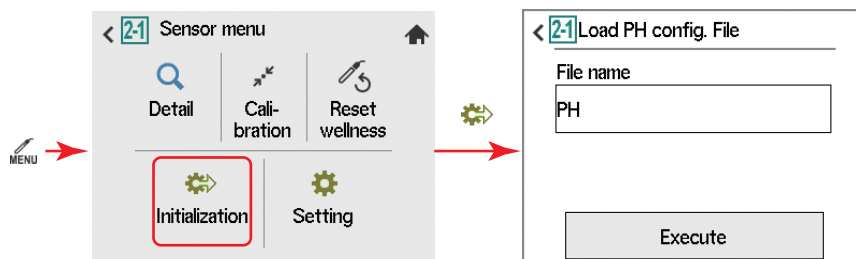 MENU
2-1 Sensor menu
Detail
Cali-
bration
Reset
wellness
Initialization
Setting
2-1 Load PH config. File
File name
PH
Execute